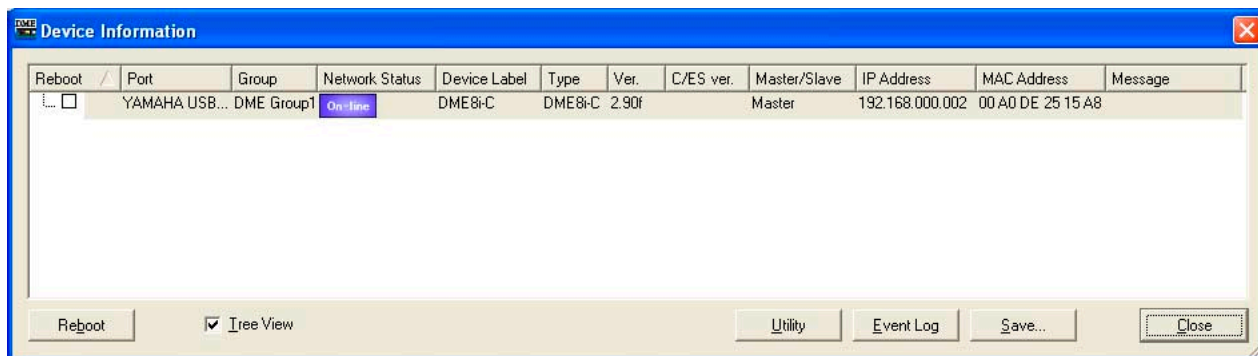 DME Device Information
Reboot Port Group Network Status Device Label Type Ver. C/ES ver. Master/Slave IP Address MAC Address Message
YAMAHA USB... DME Group1 On-line DME8i-C DME8i-C 2.90f Master 192.168.000.002 00 A0 DE 25 15 A8
Reboot Tree View Utility Event Log Save... Close